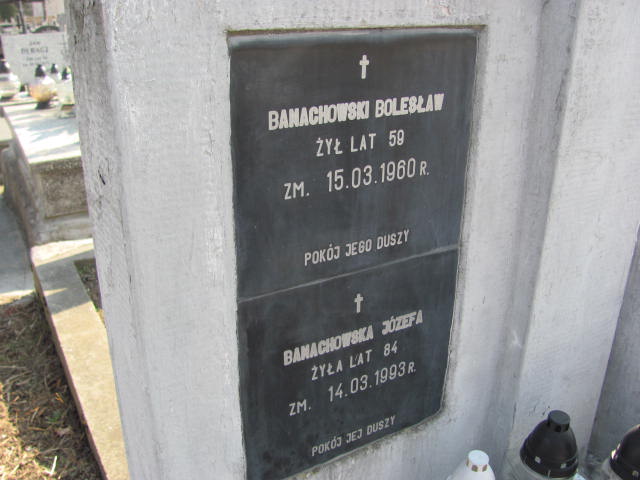 BANACHOWSKI BOLESŁAW
ŻYŁ LAT 59
ZM. 15.03.1960 R.
POKÓJ JEGO DUSZY
BANACHOWSKA JÓZEFA
ŻYŁA LAT 84
ZM. 14.03.1993 R.
POKÓJ JEJ DUSZY